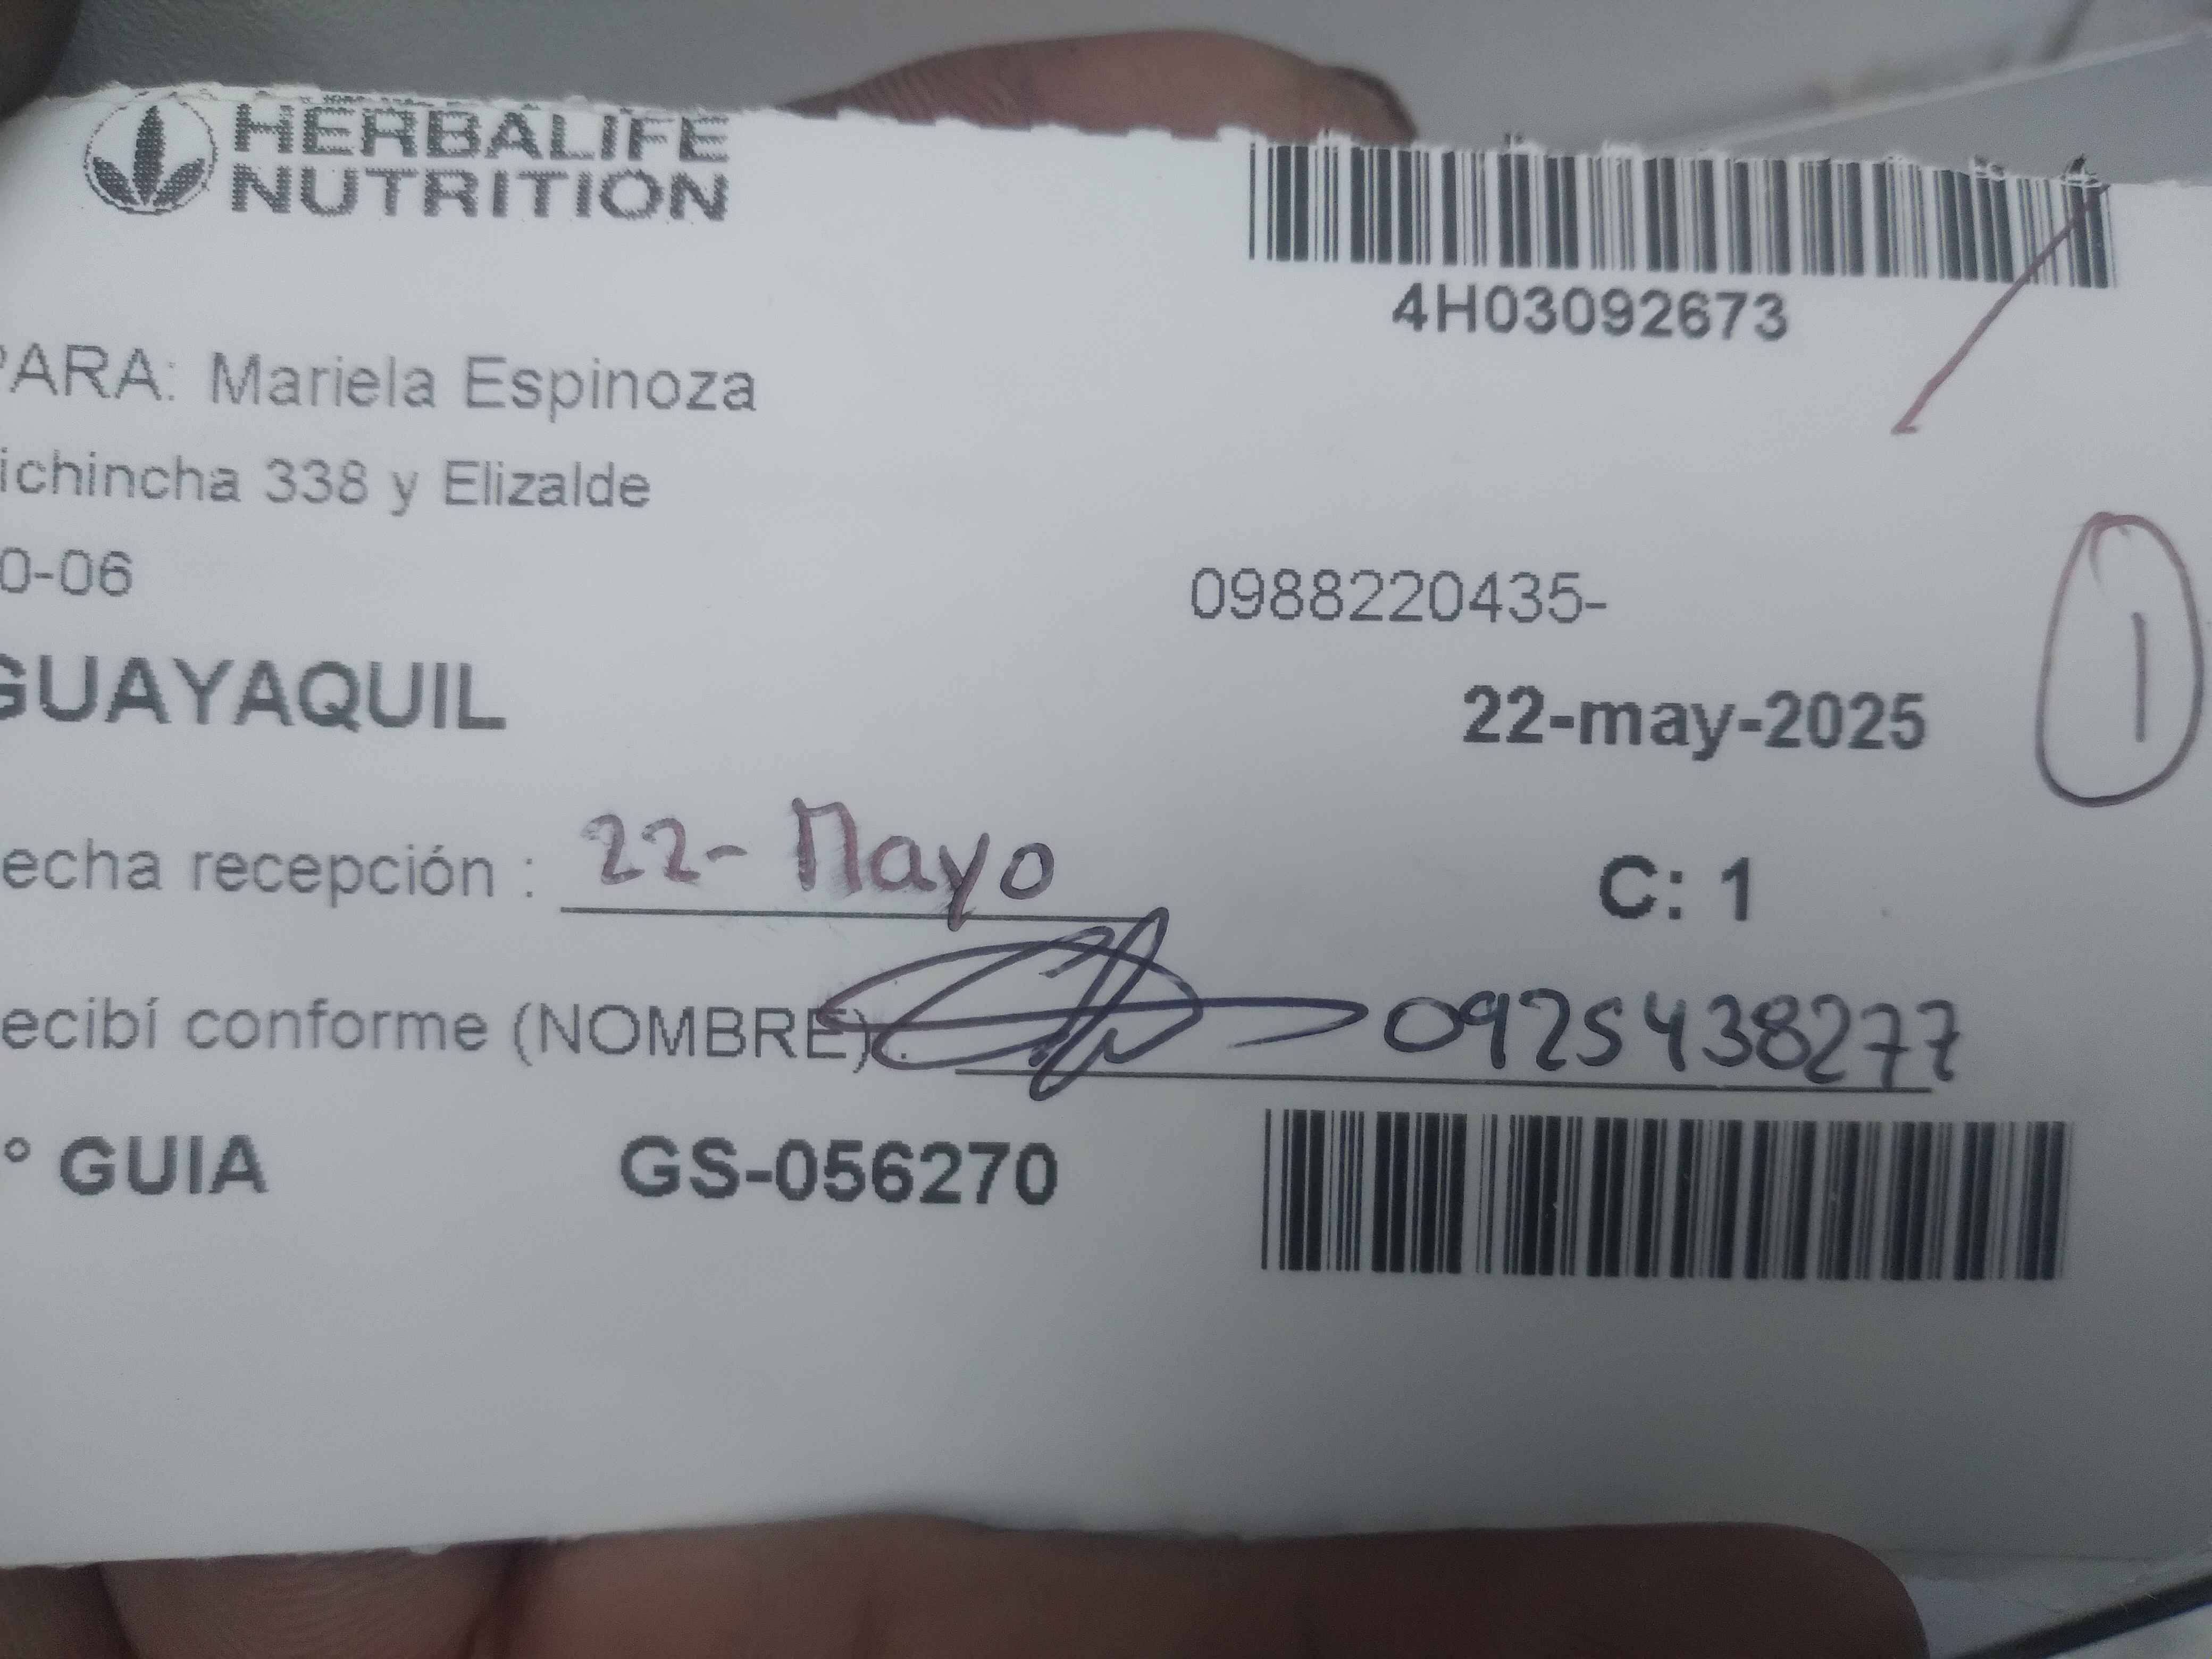 HERBALIFE
NUTRITION
4H03092673
PARA: Mariela Espinoza
ichincha 338 y Elizalde
0-06
0988220435-
GUAYAQUIL
22-may-2025
1
echa recepción : 22- Mayo
C: 1
ecibí conforme (NOMBRE) 0925438277
° GUIA GS-056270